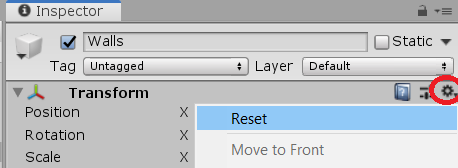 Inspector
Walls
Static
Tag Untagged Layer Default
Transform
Position X
Reset
Rotation X
Move to Front
Scale X